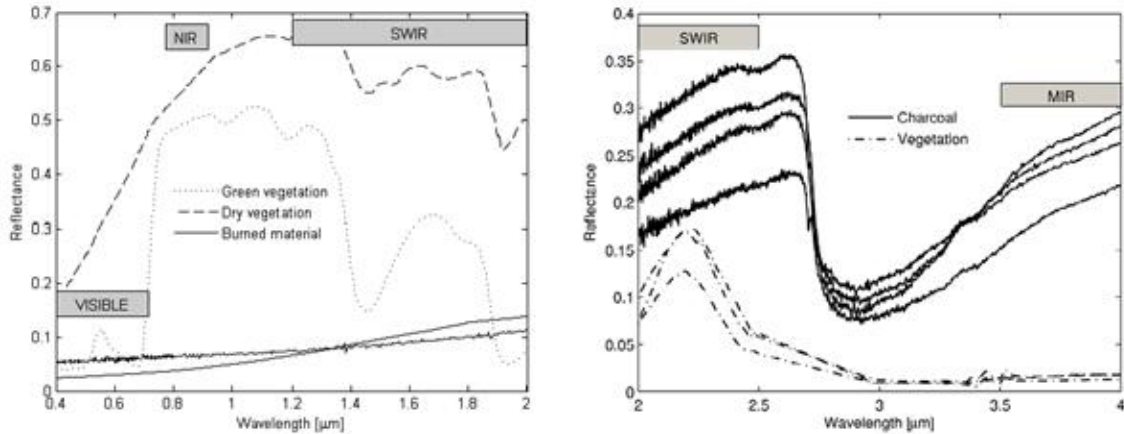 0.7
0.6
0.5
0.4
0.3
0.2
0.1
0
Reflectance
NIR
SWIR
VISIBLE
Green vegetation
Dry vegetation
Burned material
0.4 0.6 0.8 1 1.2 1.4 1.6 1.8 2
Wavelength [μm]
0.4
0.35
0.3
0.25
0.2
0.15
0.1
0.05
0
Reflectance
SWIR
MIR
Charcoal
Vegetation
2 2.5 3 3.5 4
Wavelength [μm]